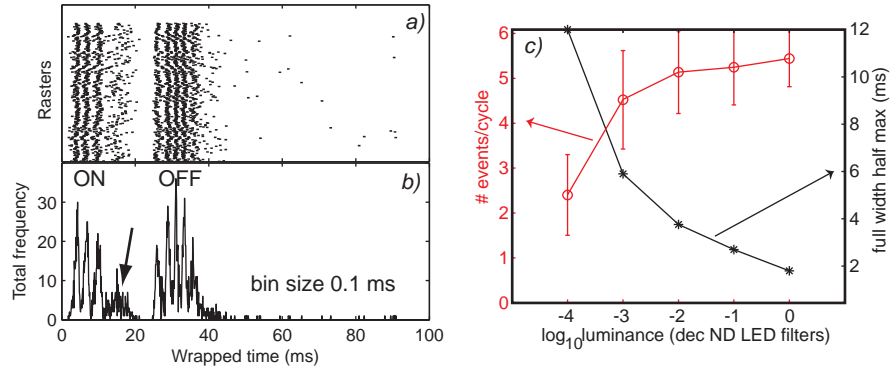 a)
Rasters
b)
ON OFF
Total frequency
30
20
10
0
bin size 0.1 ms
0 20 40 60 80 100
Wrapped time (ms)
c)
# events/cycle
6
5
4
3
2
1
0
full width half max (ms)
12
10
8
6
4
2
-4 -3 -2 -1 0
log10luminance (dec ND LED filters)